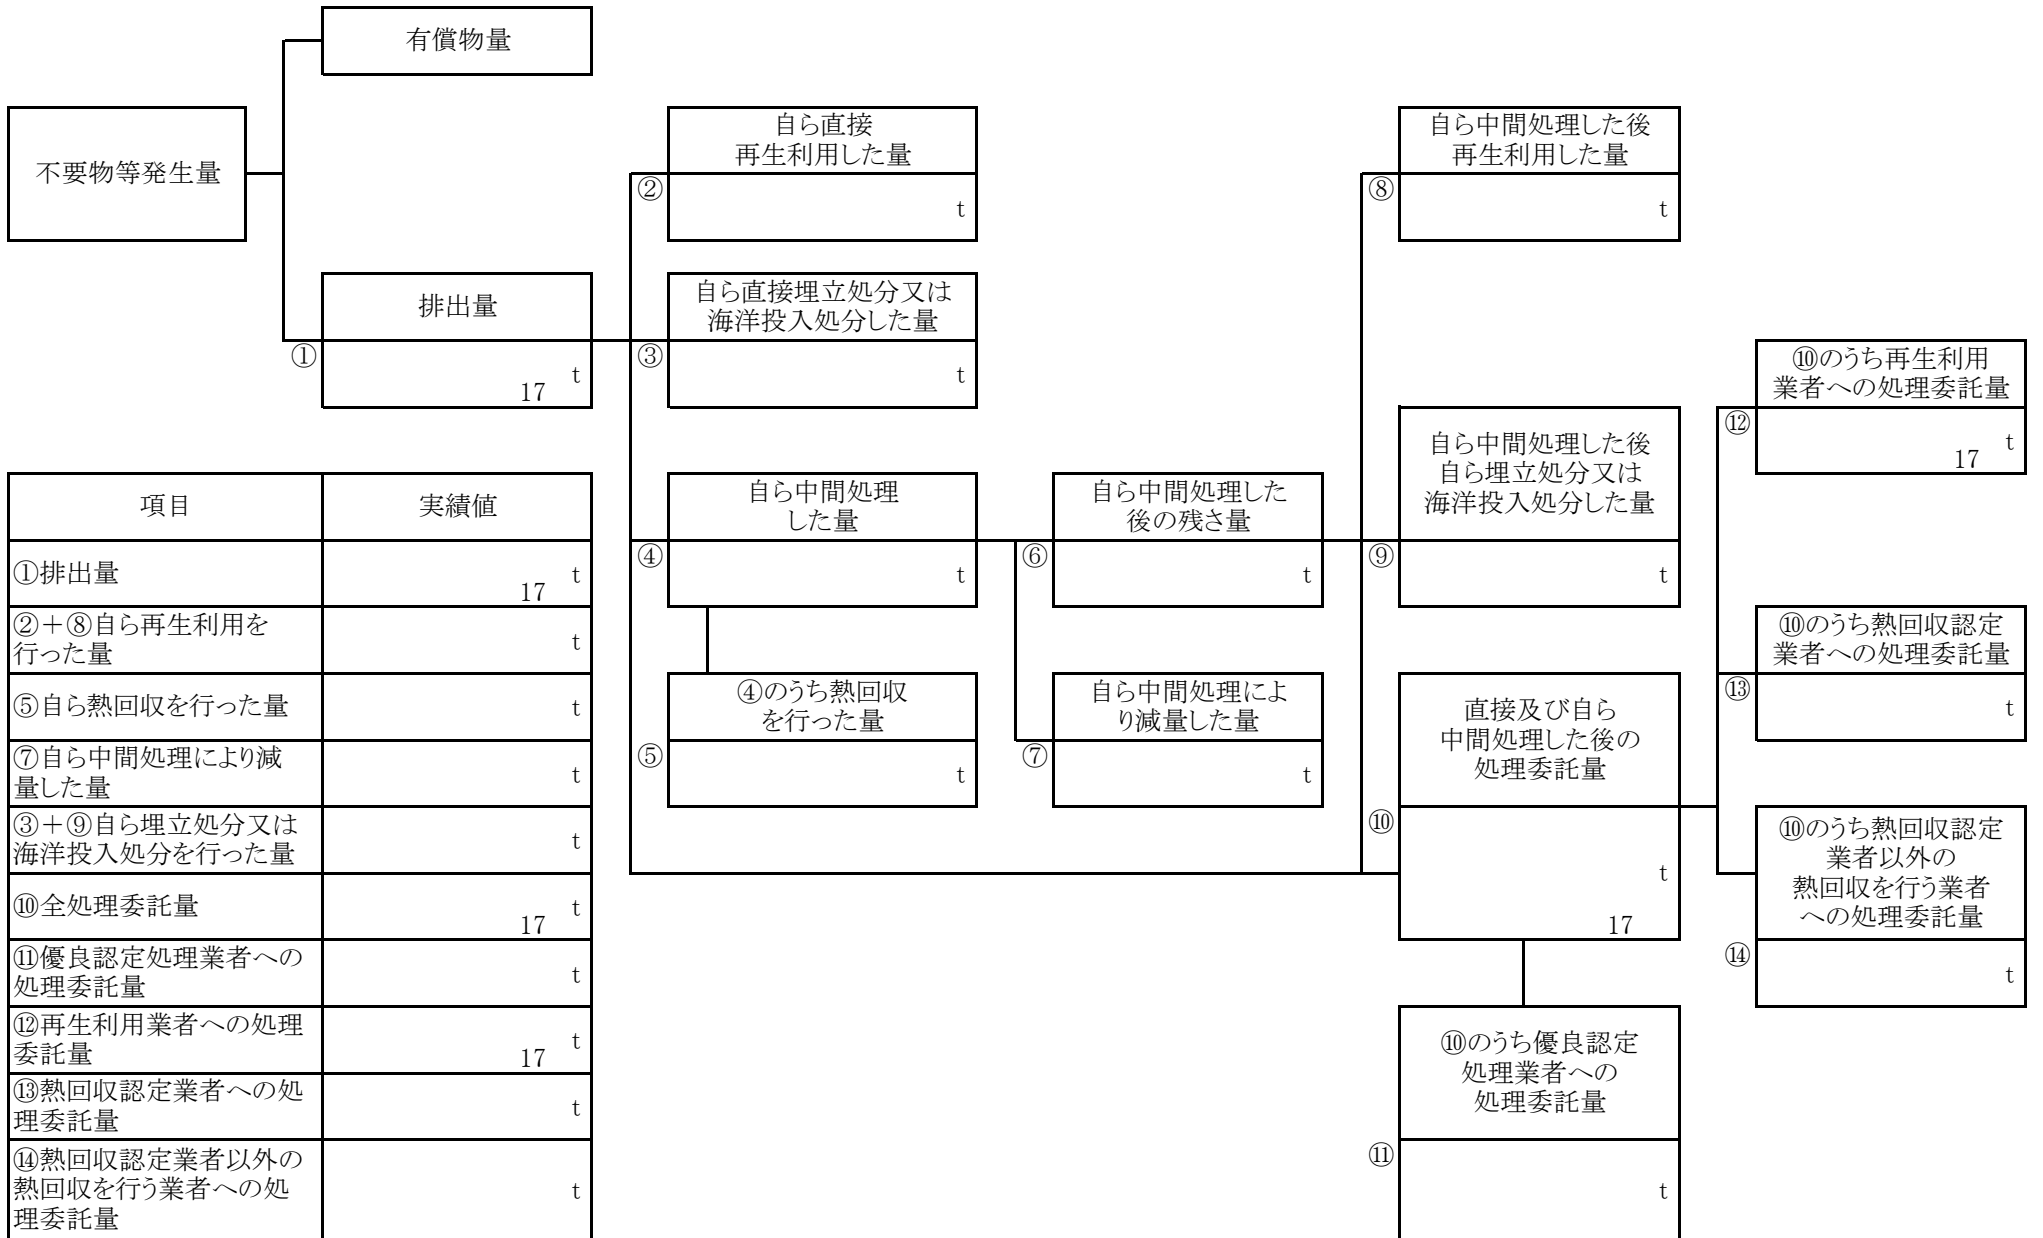 有償物量
不要物等発生量
自ら直接
再生利用した量
②
t
自ら中間処理した後
再生利用した量
⑧
t
排出量
①
t
17
自ら直接埋立処分又は
海洋投入処分した量
③
t
⑩のうち再生利用
業者への処理委託量
⑫
t
17
自ら中間処理
した量
④
t
自ら中間処理した
後の残さ量
⑥
t
自ら中間処理した後
自ら埋立処分又は
海洋投入処分した量
⑨
t
⑩のうち熱回収認定
業者への処理委託量
⑬
t
④のうち熱回収
を行った量
⑤
t
自ら中間処理によ
り減量した量
⑦
t
直接及び自ら
中間処理した後の
処理委託量
⑩
t
17
⑩のうち熱回収認定
業者以外の
熱回収を行う業者
への処理委託量
⑭
t
⑩のうち優良認定
処理業者への
処理委託量
⑪
t
項目
実績値
①排出量
t
17
②+⑧自ら再生利用を
行った量
t
⑤自ら熱回収を行った量
t
⑦自ら中間処理により減
量した量
t
③+⑨自ら埋立処分又は
海洋投入処分を行った量
t
⑩全処理委託量
t
17
⑪優良認定処理業者への
処理委託量
t
⑫再生利用業者への処理
委託量
t
17
⑬熱回収認定業者への処
理委託量
t
⑭熱回収認定業者以外の
熱回収を行う業者への処
理委託量
t